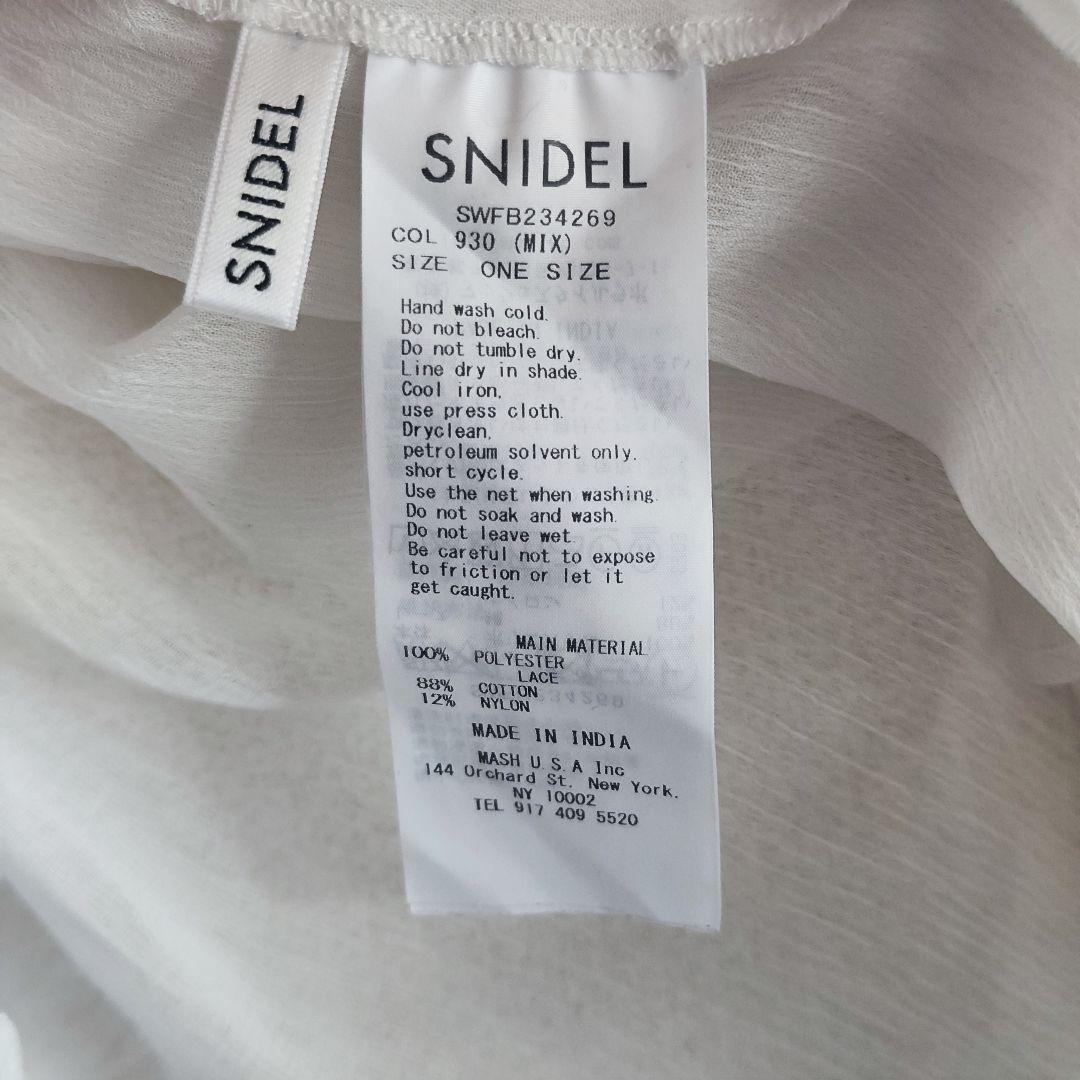 SNIDEL
SNIDEL
SWFB234269
COL 930 (MIX)
SIZE ONE SIZE
Hand wash cold.
Do not bleach.
Do not tumble dry.
Line dry in shade.
Cool iron,
use press cloth.
Dryclean,
petroleum solvent only.
short cycle.
Use the net when washing.
Do not soak and wash.
Do not leave wet.
Be careful not to expose
to friction or let it
get caught.
MAIN MATERIAL
100% POLYESTER
LACE
88% COTTON
12% NYLON
MADE IN INDIA
MASH U.S.A Inc
144 Orchard St. New York.
NY 10002
TEL 917 409 5520